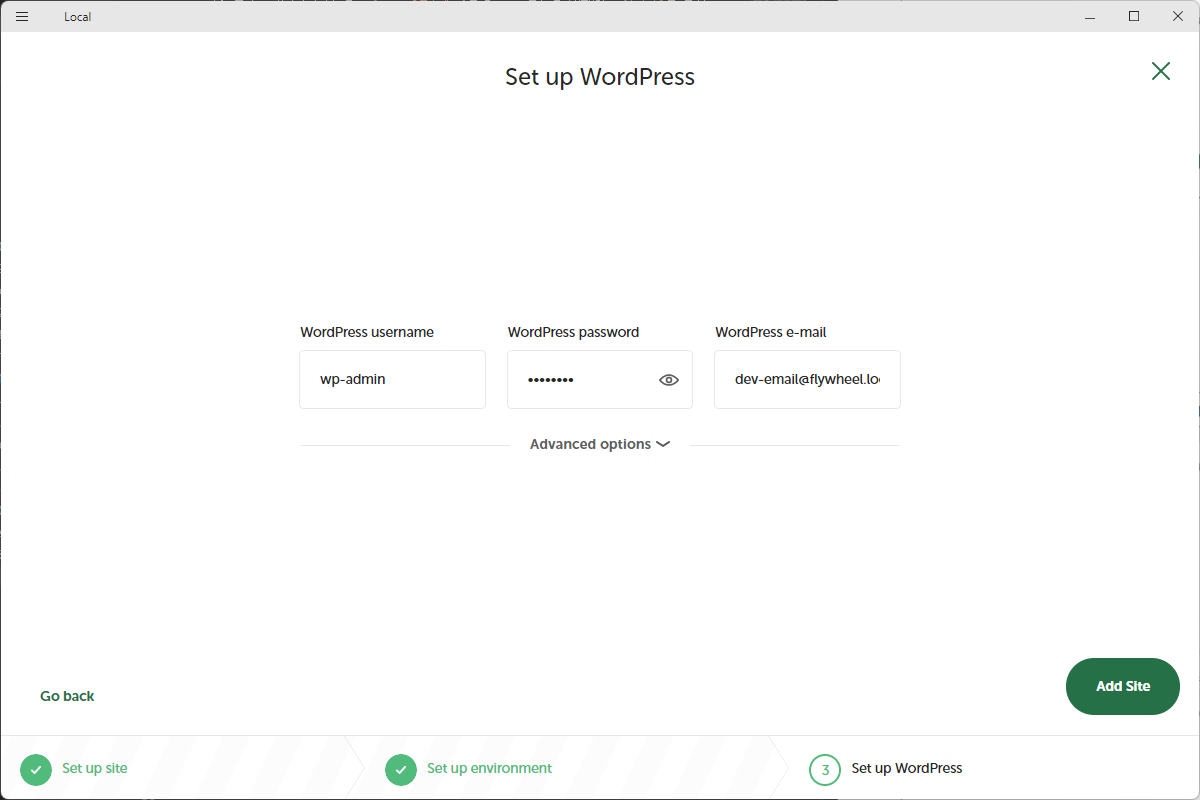 Local
Set up WordPress
WordPress username
WordPress password
WordPress e-mail
wp-admin
••••••••
dev-email@flywheel.lo
Advanced options
Go back
Add Site
Set up site
Set up environment
3
Set up WordPress